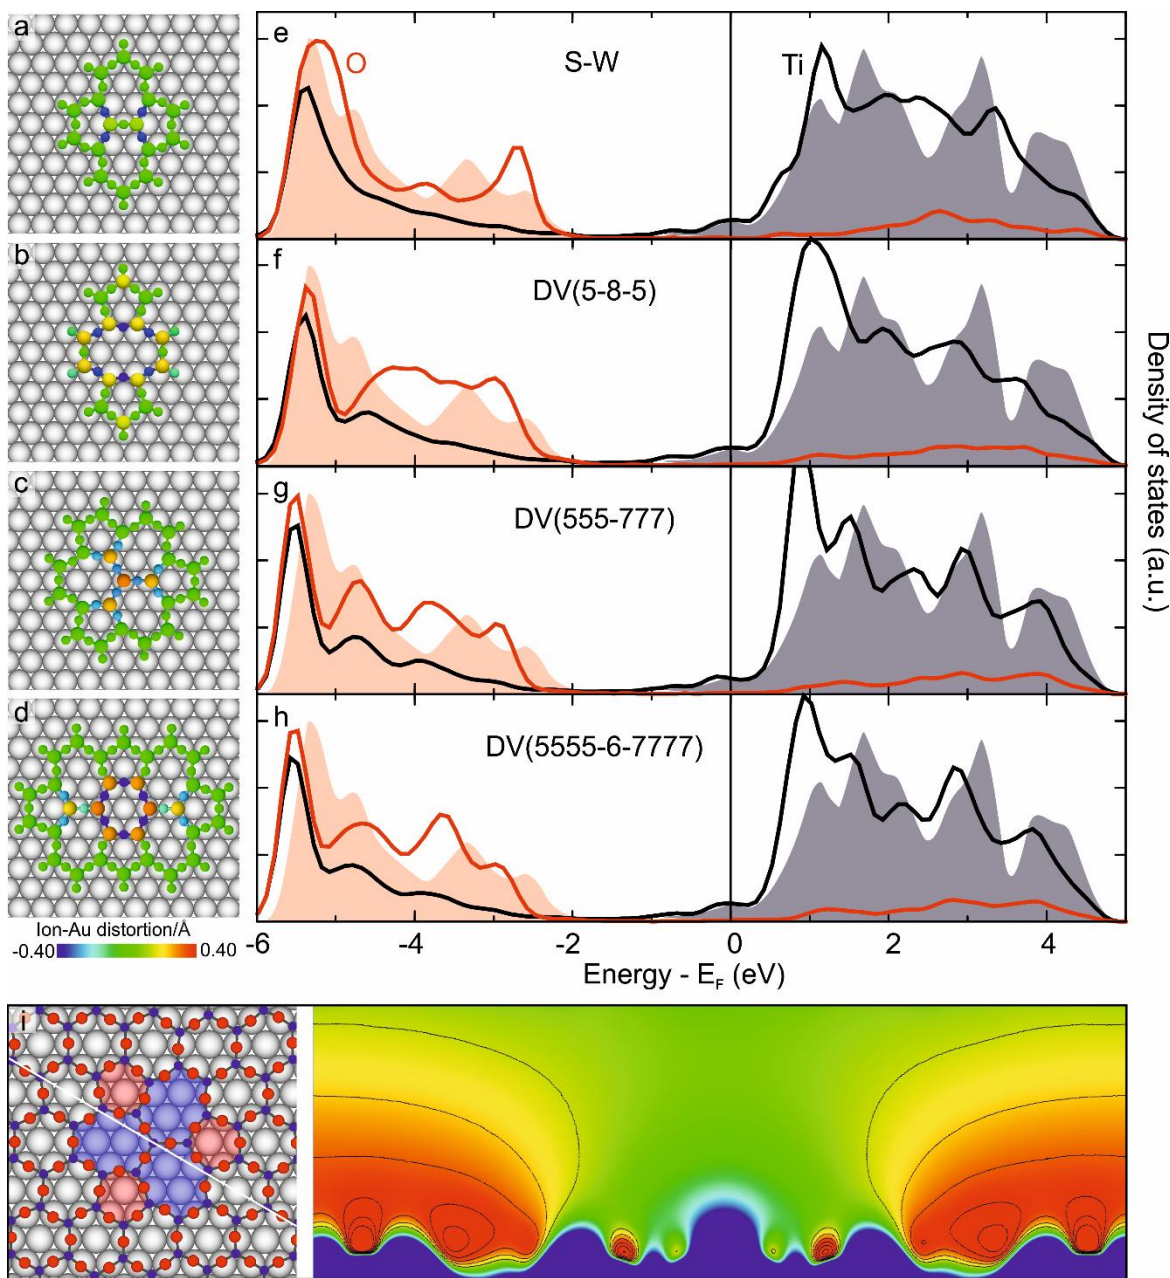 a
e
O
S-W
Ti
b
f
DV(5-8-5)
c
g
DV(555-777)
d
h
DV(5555-6-7777)
Density of states (a.u.)
Ion-Au distortion/Å
-0.40 0.40
-6 -4 -2 0 2 4
Energy - E_F (eV)
i